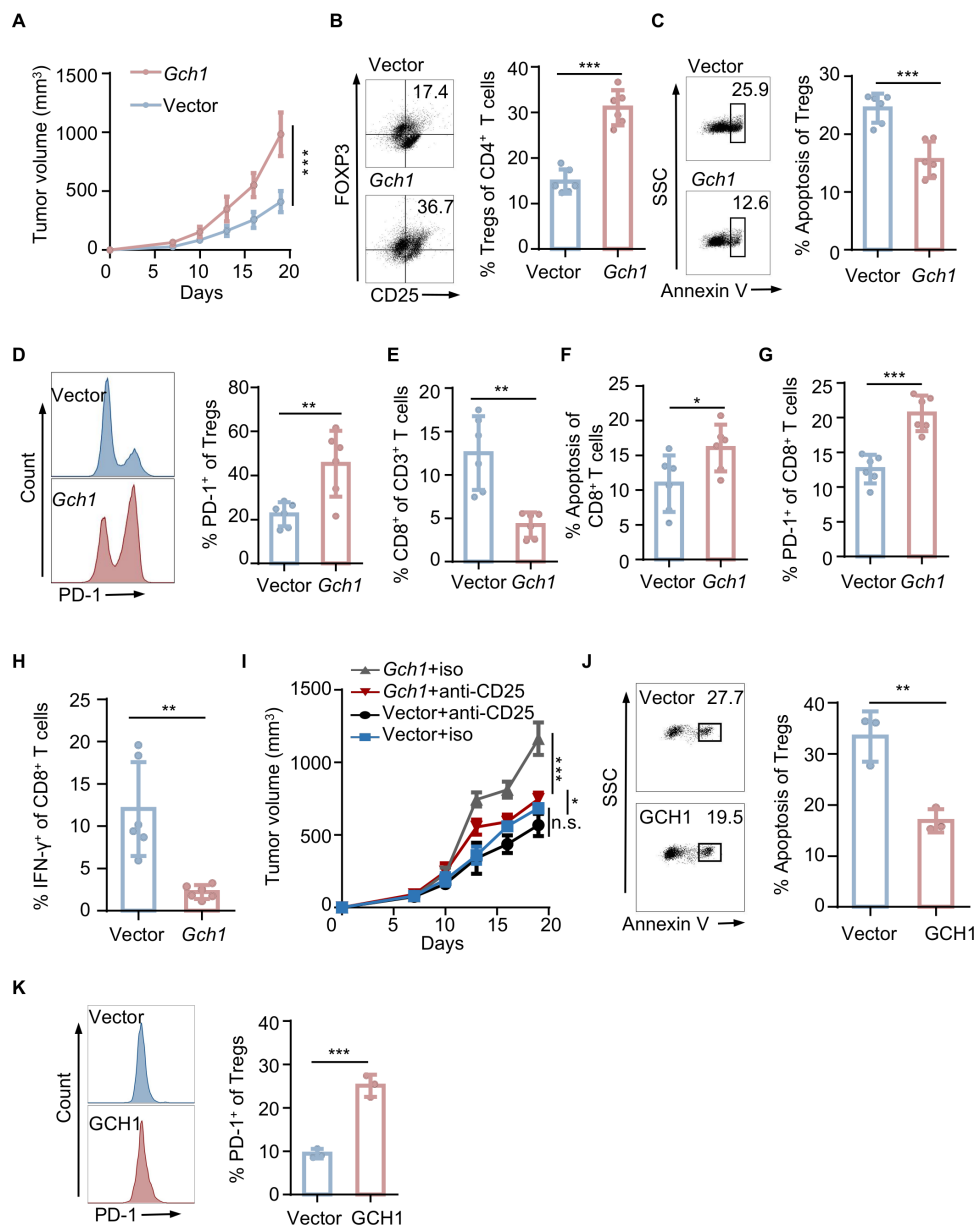 A
Gch1
Vector
Tumor volume (mm³)
1500
1000
500
0
0 5 10 15 20
Days
***
B
Vector
17.4
Gch1
36.7
FOXP3
CD25
% Tregs of CD4⁺ T cells
40
30
20
10
0
***
Vector Gch1
C
Vector
25.9
Gch1
12.6
SSC
Annexin V
% Apoptosis of Tregs
30
20
10
0
***
Vector Gch1
D
Vector
Gch1
Count
PD-1
% PD-1⁺ of Tregs
80
60
40
20
0
**
Vector Gch1
E
% CD8⁺ of CD3⁺ T cells
20
15
10
5
0
**
Vector Gch1
F
% Apoptosis of
CD8⁺ T cells
25
20
15
10
5
0
*
Vector Gch1
G
% PD-1⁺ of CD8⁺ T cells
25
20
15
10
5
0
***
Vector Gch1
H
% IFN-γ⁺ of CD8⁺ T cells
25
20
15
10
5
0
**
Vector Gch1
I
Gch1+iso
Gch1+anti-CD25
Vector+anti-CD25
Vector+iso
Tumor volume (mm³)
1500
1000
500
0
0 5 10 15 20
Days
***
*
n.s.
J
Vector 27.7
GCH1 19.5
SSC
Annexin V
% Apoptosis of Tregs
40
30
20
10
0
**
Vector GCH1
K
Vector
GCH1
Count
PD-1
% PD-1⁺ of Tregs
40
30
20
10
0
***
Vector GCH1